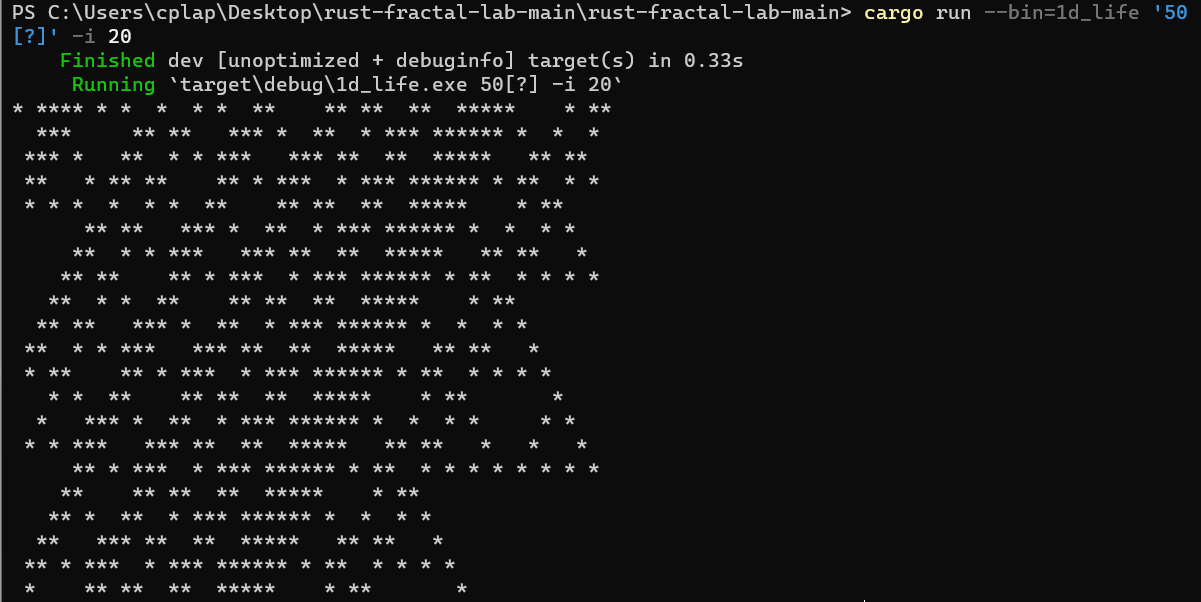 PS C:\Users\cplap\Desktop\rust-fractal-lab-main\rust-fractal-lab-main> cargo run --bin=1d_life '50
[?]' -i 20
    Finished dev [unoptimized + debuginfo] target(s) in 0.33s
     Running `target\debug\1d_life.exe 50[?] -i 20`
* **** * *  *  * *  **    ** **  **  *****    * **
  ***     ** **   *** *  **  * *** ****** *  *  *
 *** *   **  * * ***   *** **  **  *****   ** **
 **   * ** **    ** * ***  * *** ****** * **  * *
 * * *  *  * *  **    ** **  **  *****    * **
      ** **   *** *  **  * *** ****** *  *  * *
     **  * * ***   *** **  **  *****   ** **   *
    ** **    ** * ***  * *** ****** * **  * * * *
   **  * *  **    ** **  **  *****    * **
  ** **   *** *  **  * *** ****** *  *  * *
 **  * * ***   *** **  **  *****   ** **   *
 * **    ** * ***  * *** ****** * **  * * * *
   * *  **    ** **  **  *****    * **       *
  *   *** *  **  * *** ****** *  *  * *     * *
 * * ***   *** **  **  *****   ** **   *   *   *
     ** * ***  * *** ****** * **  * * * * * * * *
    **    ** **  **  *****    * **
   ** *  **  * *** ****** *  *  * *
  **   *** **  **  *****   ** **   *
 ** * ***  * *** ****** * **  * * * *
 *    ** **  **  *****    * **       *